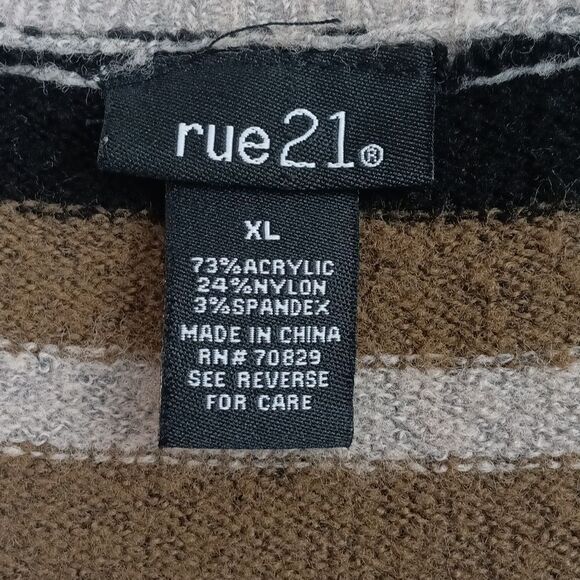 rue21®
XL
73%ACRYLIC
24%NYLON
3%SPANDEX
MADE IN CHINA
RN# 70829
SEE REVERSE
FOR CARE